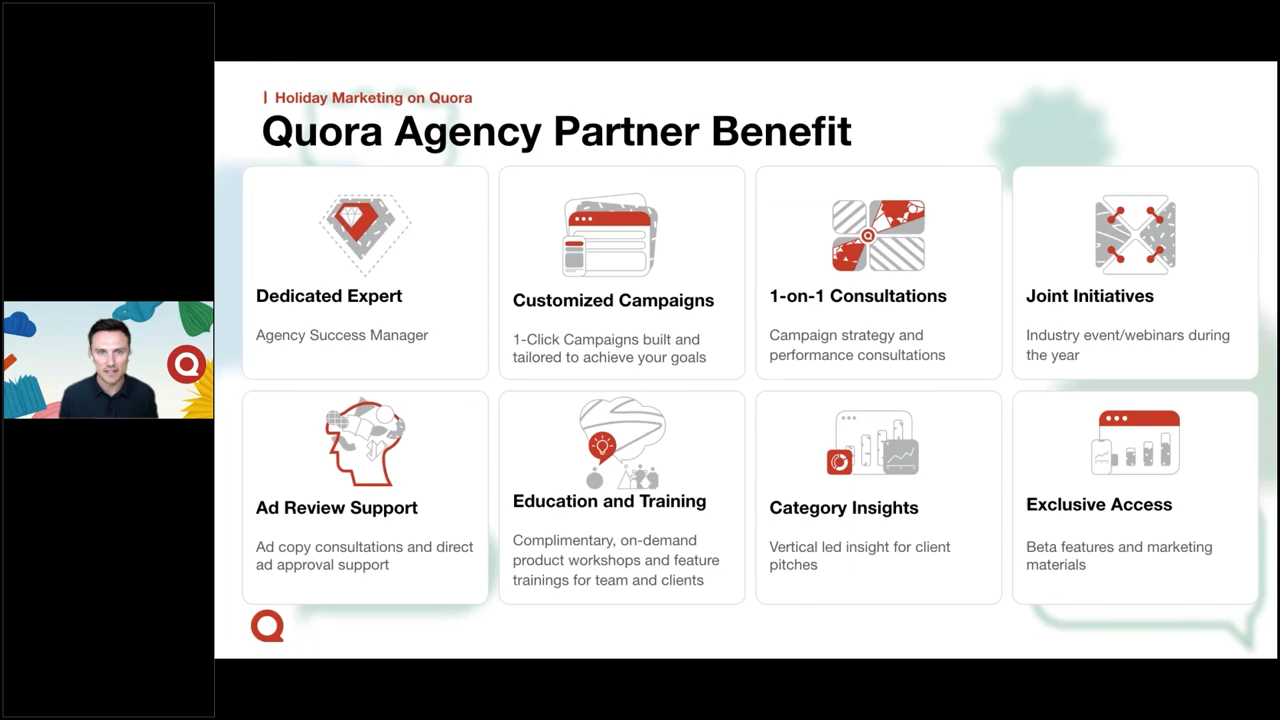 Holiday Marketing on Quora
Quora Agency Partner Benefit
Dedicated Expert
Agency Success Manager
Customized Campaigns
1-Click Campaigns built and
tailored to achieve your goals
1-on-1 Consultations
Campaign strategy and
performance consultations
Joint Initiatives
Industry event/webinars during
the year
Ad Review Support
Ad copy consultations and direct
ad approval support
Education and Training
Complimentary, on-demand
product workshops and feature
trainings for team and clients
Category Insights
Vertical led insight for client
pitches
Exclusive Access
Beta features and marketing
materials